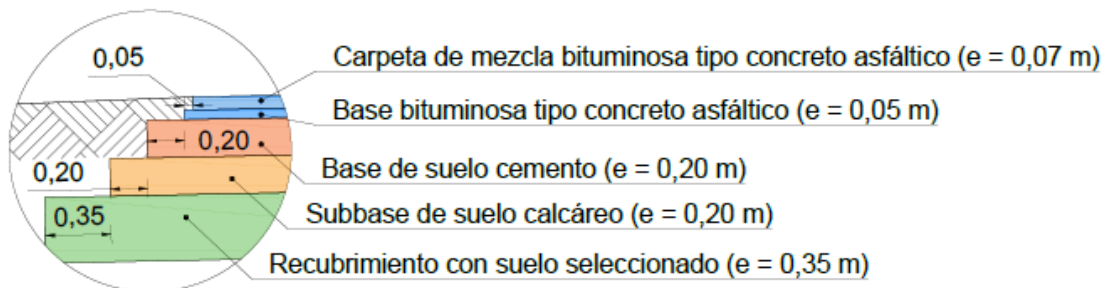 0,05
Carpeta de mezcla bituminosa tipo concreto asfáltico (e = 0,07 m)
Base bituminosa tipo concreto asfáltico (e = 0,05 m)
0,20
Base de suelo cemento (e = 0,20 m)
0,20
Subbase de suelo calcáreo (e = 0,20 m)
0,35
Recubrimiento con suelo seleccionado (e = 0,35 m)